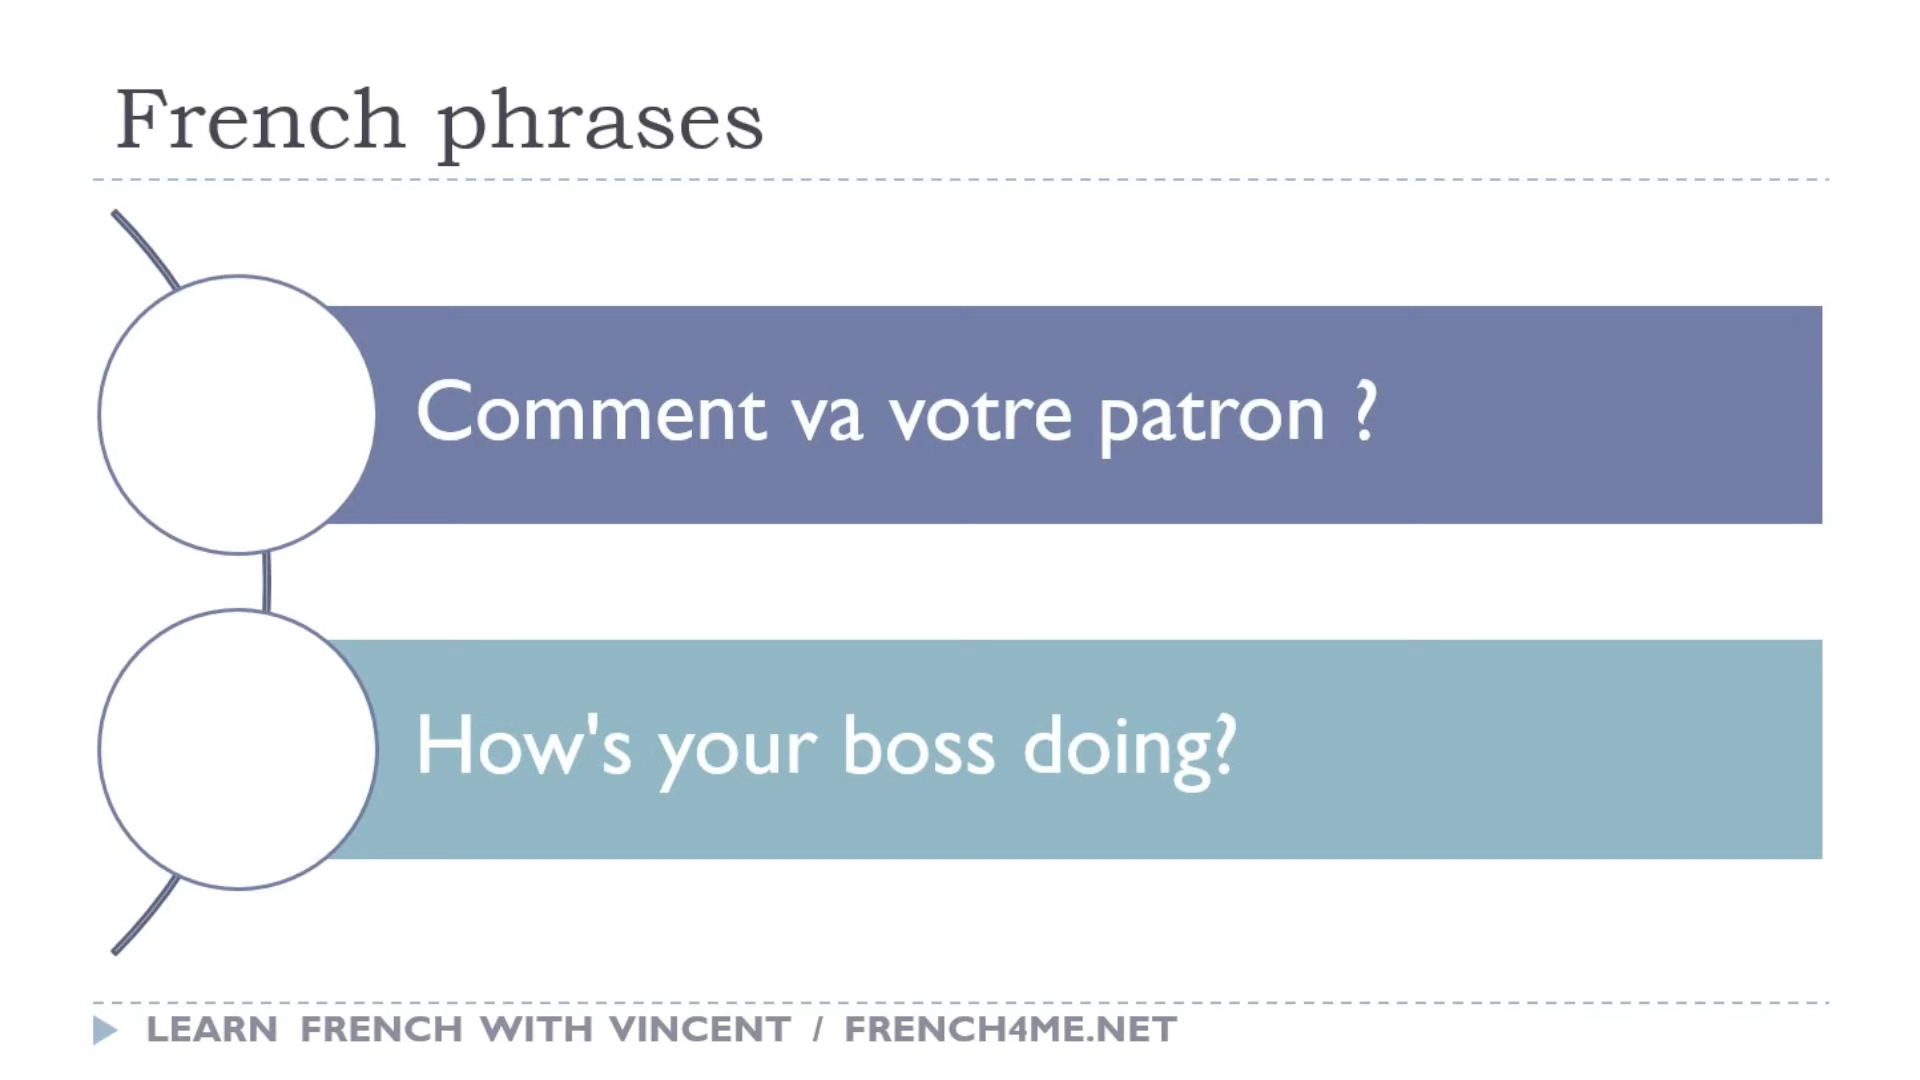 French phrases
Comment va votre patron ?
How's your boss doing?
LEARN FRENCH WITH VINCENT / FRENCH4ME.NET